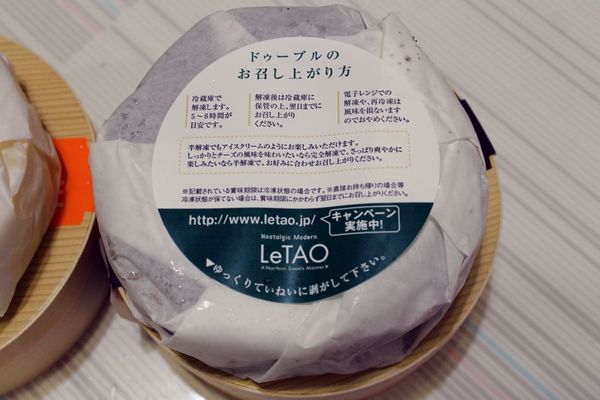 ドゥーブルの
お召し上がり方
冷蔵庫で
解凍します。
5～8時間が
目安です。
解凍後は冷蔵庫に
保管の上、翌日までに
お召し上がり
ください。
電子レンジでの
解凍や、再冷凍は
風味を損ないます
のでおやめください。
半解凍でもアイスクリームのようにお楽しみいただけます。
しっかりとチーズの風味を味わいたいなら完全解凍で。さっぱり爽やかに
楽しみたいなら半解凍で。お好みに合わせお召し上がりください。
※記載されている賞味期限は冷凍状態の場合です。※直接お持ち帰りの場合等
冷凍状態が保てない場合は、賞味期限にかかわらず翌日までにお召し上がりください。
http://www.letao.jp/
キャンペーン
実施中!
Nostalgic Modern.
LeTAO
※Northern Sweets Manner※
▼ゆっくりていねいに剥がして下さい。